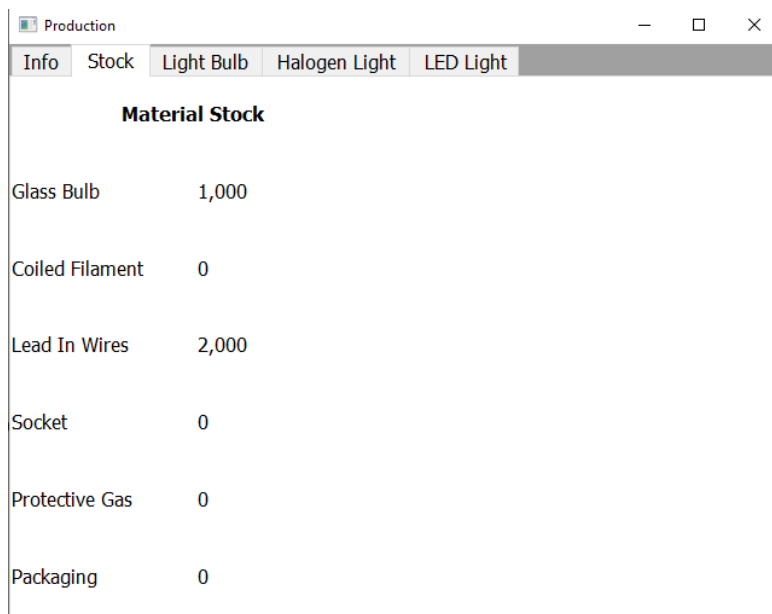 Production
Info Stock Light Bulb Halogen Light LED Light
Material Stock
Glass Bulb 1,000
Coiled Filament 0
Lead In Wires 2,000
Socket 0
Protective Gas 0
Packaging 0